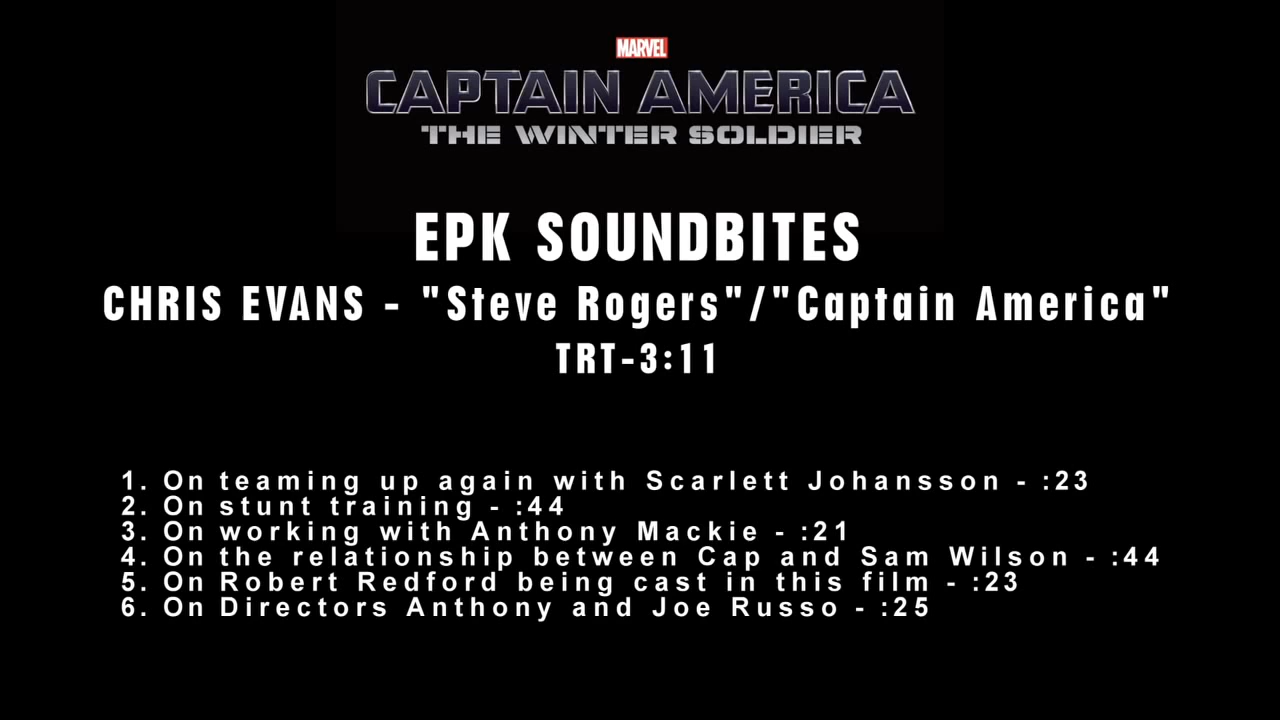 MARVEL
CAPTAIN AMERICA
THE WINTER SOLDIER
EPK SOUNDBITES
CHRIS EVANS - "Steve Rogers"/"Captain America"
TRT-3:11
1. On teaming up again with Scarlett Johansson - :23
2. On stunt training - :44
3. On working with Anthony Mackie - :21
4. On the relationship between Cap and Sam Wilson - :44
5. On Robert Redford being cast in this film - :23
6. On Directors Anthony and Joe Russo - :25